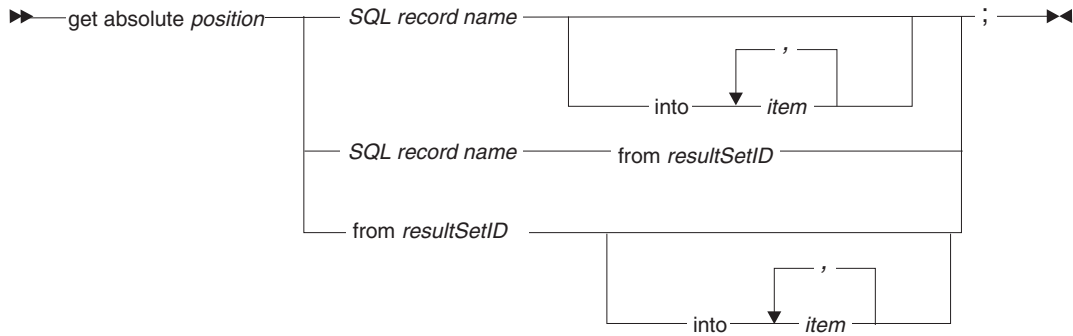 get absolute position SQL record name ;
,
into item
SQL record name from resultSetID
from resultSetID
,
into item